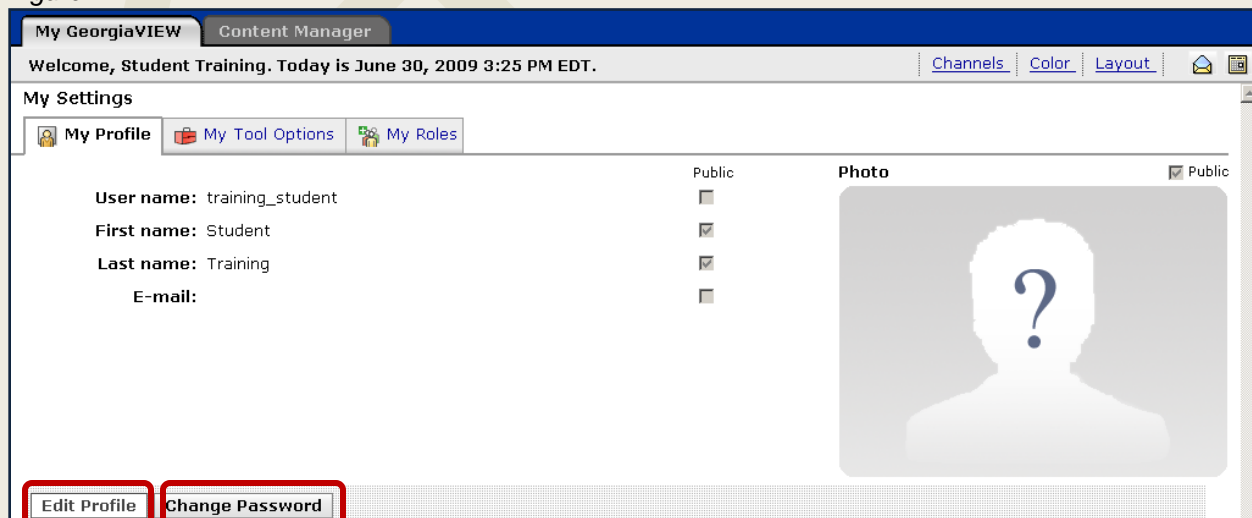 My GeorgiaVIEW Content Manager
Welcome, Student Training. Today is June 30, 2009 3:25 PM EDT. Channels Color Layout
My Settings
My Profile My Tool Options My Roles
Public Photo Public
User name: training_student
First name: Student
Last name: Training
E-mail:
?
Edit Profile Change Password